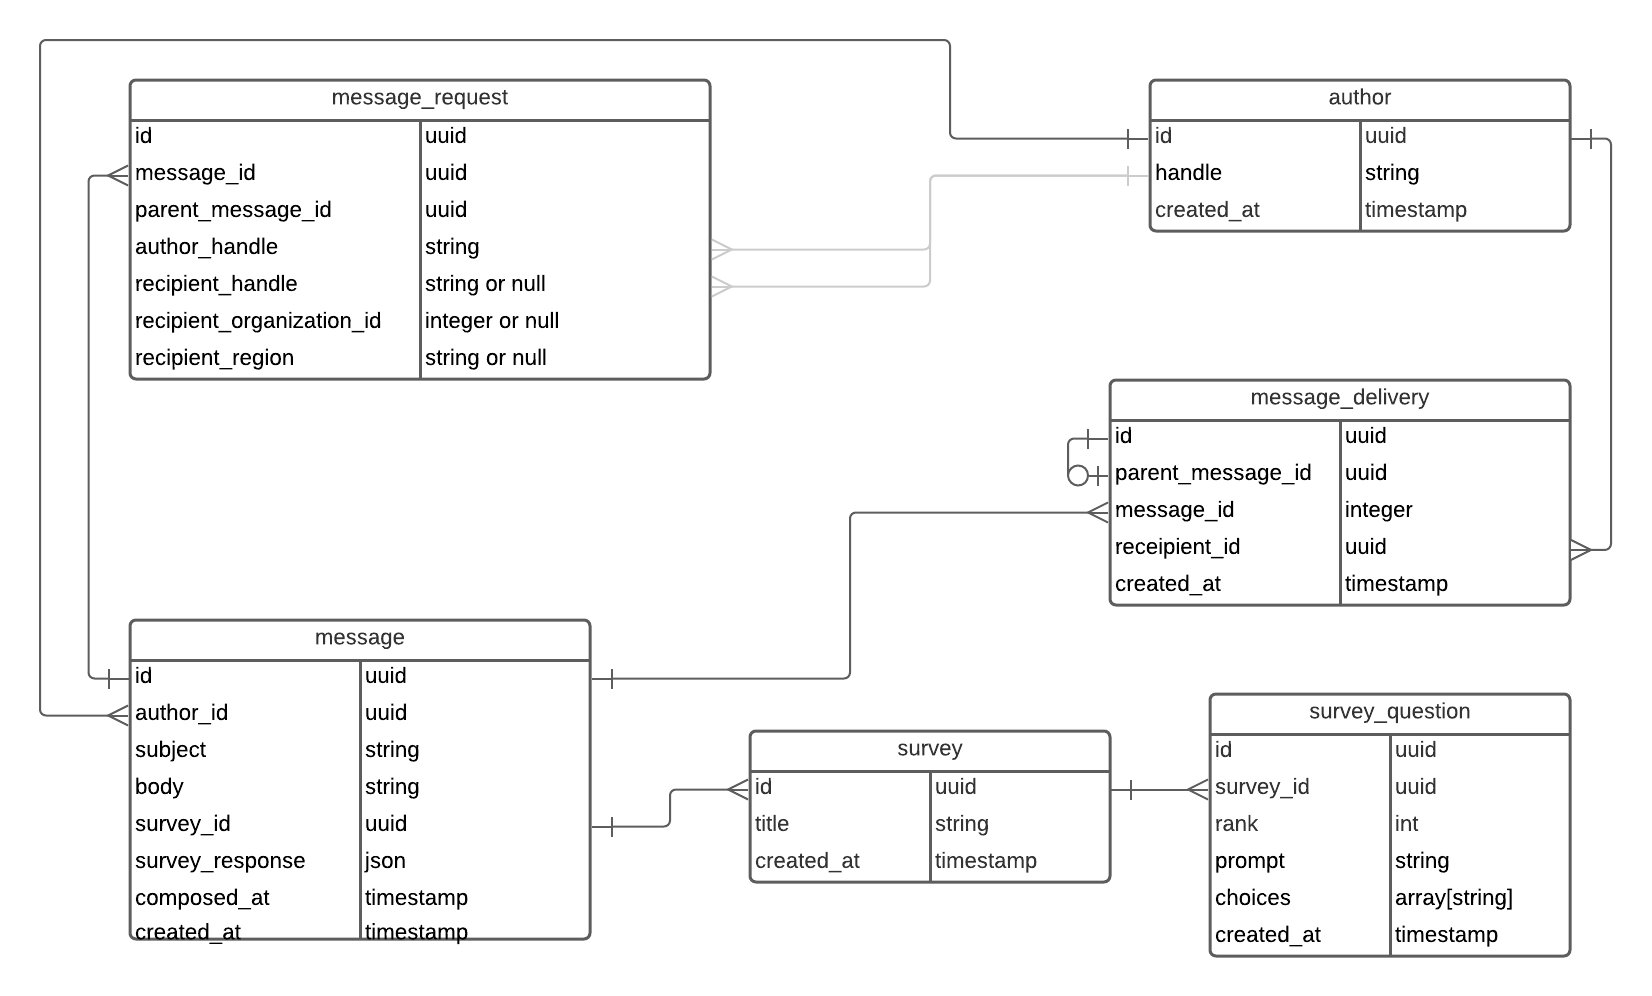 message_request
id uuid
message_id uuid
parent_message_id uuid
author_handle string
recipient_handle string or null
recipient_organization_id integer or null
recipient_region string or null
author
id uuid
handle string
created_at timestamp
message_delivery
id uuid
parent_message_id uuid
message_id integer
receipient_id uuid
created_at timestamp
message
id uuid
author_id uuid
subject string
body string
survey_id uuid
survey_response json
composed_at timestamp
created_at timestamp
survey
id uuid
title string
created_at timestamp
survey_question
id uuid
survey_id uuid
rank int
prompt string
choices array[string]
created_at timestamp